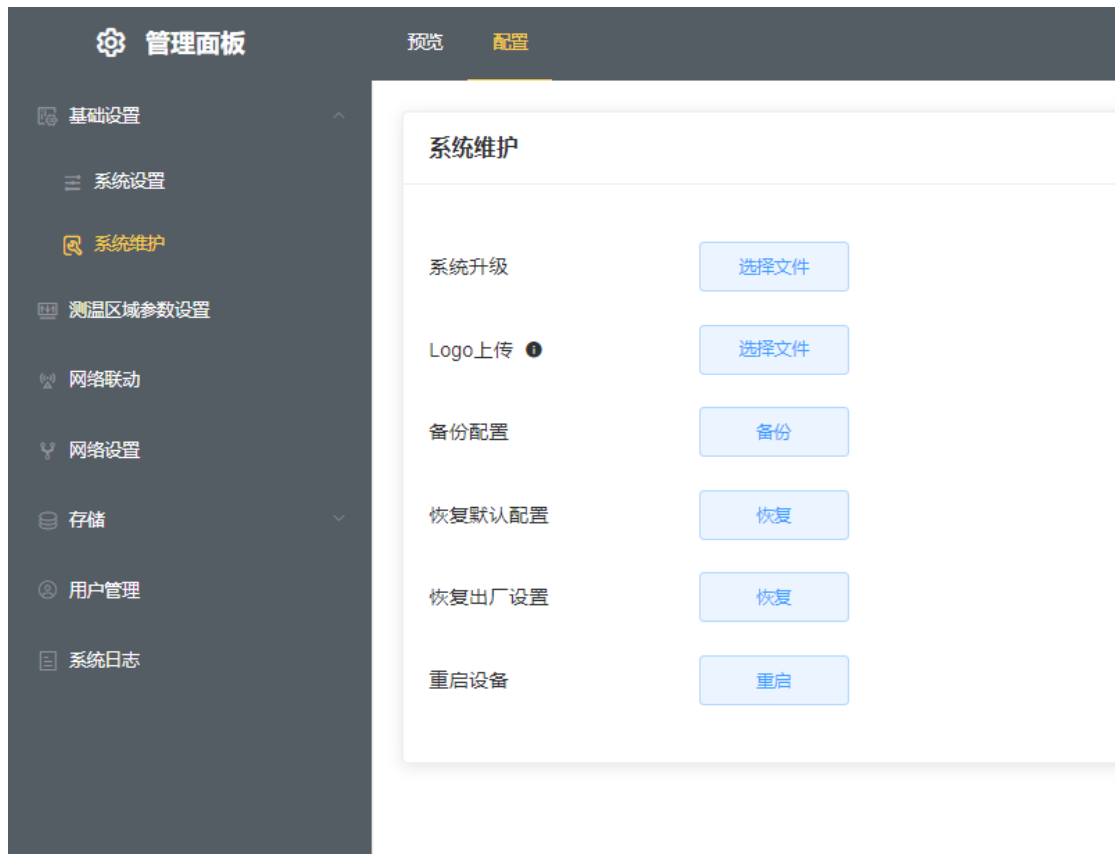 管理面板
预览
配置
基础设置
系统设置
系统维护
测温区域参数设置
网络联动
网络设置
存储
用户管理
系统日志
系统维护
系统升级 选择文件
Logo上传 选择文件
备份配置 备份
恢复默认配置 恢复
恢复出厂设置 恢复
重启设备 重启